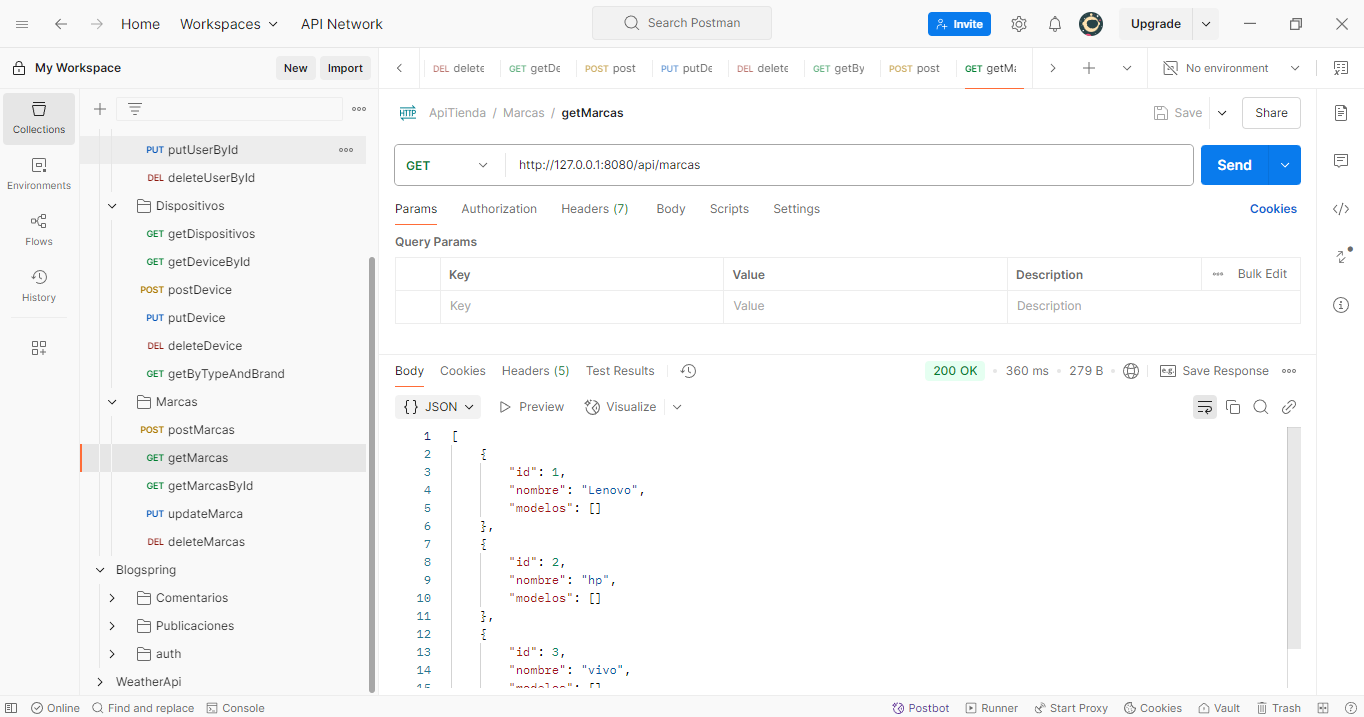 Home
Workspaces
API Network
Search Postman
Invite
Upgrade
My Workspace
New
Import
DEL delete
GET getDe
POST post
PUT putDe
DEL delete
GET getBy
POST post
GET getMa
No environment
Collections
Environments
Flows
History
PUT putUserById
DEL deleteUserById
Dispositivos
GET getDispositivos
GET getDeviceById
POST postDevice
PUT putDevice
DEL deleteDevice
GET getByTypeAndBrand
Marcas
POST postMarcas
GET getMarcas
GET getMarcasById
PUT updateMarca
DEL deleteMarcas
Blogspring
Comentarios
Publicaciones
auth
WeatherApi
HTTP ApiTienda / Marcas / getMarcas
Save
Share
GET
http://127.0.0.1:8080/api/marcas
Send
Params Authorization Headers (7) Body Scripts Settings
Cookies
Query Params
Key Value Description Bulk Edit
Key Value Description
Body Cookies Headers (5) Test Results
200 OK • 360 ms • 279 B • e.g. Save Response
{} JSON Preview Visualize
1 [
2 {
3 "id": 1,
4 "nombre": "Lenovo",
5 "modelos": []
6 },
7 {
8 "id": 2,
9 "nombre": "hp",
10 "modelos": []
11 },
12 {
13 "id": 3,
14 "nombre": "vivo",
15 "modelos": []
Online Find and replace Console
Postbot Runner Start Proxy Cookies Vault Trash